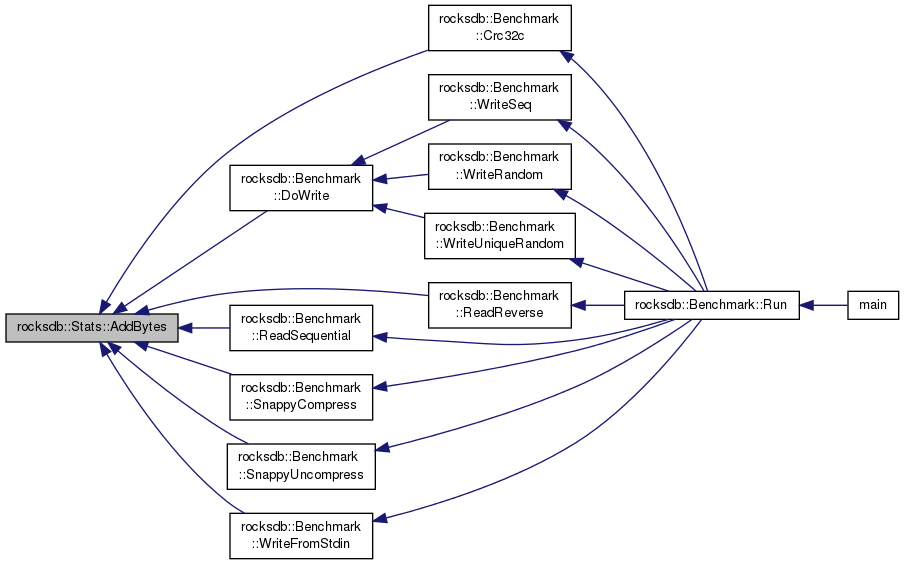 rocksdb::Benchmark
::Crc32c
rocksdb::Benchmark
::WriteSeq
rocksdb::Benchmark
::WriteRandom
rocksdb::Benchmark
::DoWrite
rocksdb::Benchmark
::WriteUniqueRandom
rocksdb::Benchmark
::ReadReverse
rocksdb::Benchmark::Run
main
rocksdb::Stats::AddBytes
rocksdb::Benchmark
::ReadSequential
rocksdb::Benchmark
::SnappyCompress
rocksdb::Benchmark
::SnappyUncompress
rocksdb::Benchmark
::WriteFromStdin